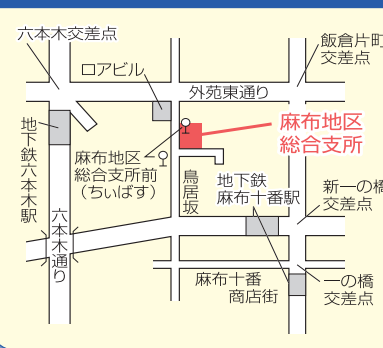 六本木交差点
飯倉片町
交差点
ロアビル
外苑東通り
麻布地区
総合支所
地下鉄六本木駅
麻布地区
総合支所前
(ちぃばす)
鳥居坂
地下鉄
麻布十番駅
新一の橋
交差点
六本木通り
麻布十番
商店街
一の橋
交差点